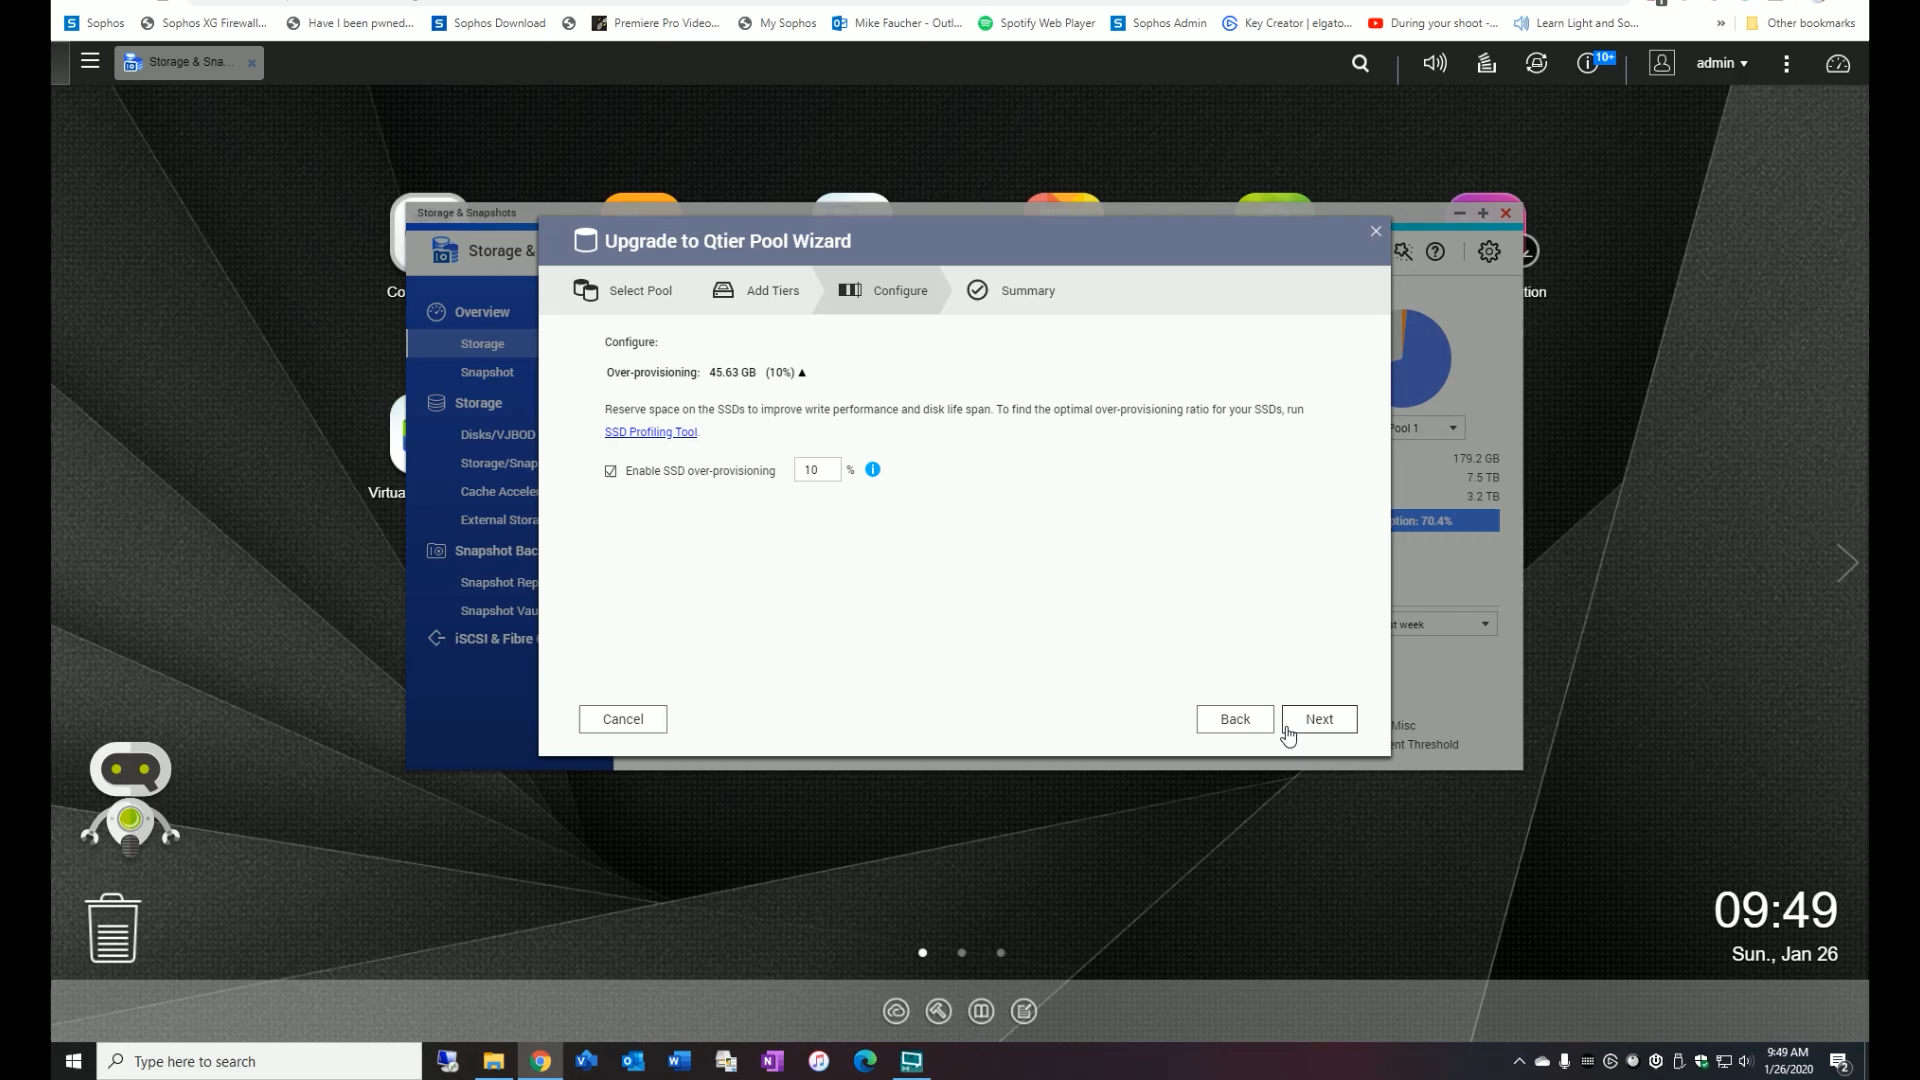 Sophos
Sophos XG Firewall...
Have I been pwned...
Sophos Download
Premiere Pro Video...
My Sophos
Mike Faucher - Outl...
Spotify Web Player
Sophos Admin
Key Creator | elgato...
During your shoot -...
Learn Light and So...
»
Other bookmarks
Storage & Sna...
10+
admin
Storage & Snapshots
Storage &
Upgrade to Qtier Pool Wizard
Select Pool
Add Tiers
Configure
Summary
Co
tion
Overview
Storage
Snapshot
Storage
Disks/VJBOD
Storage/Snap
Cache Acceler
External Stora
Snapshot Bac
Snapshot Rep
Snapshot Vau
iSCSI & Fibre
Virtua
Configure:
Over-provisioning: 45.63 GB (10%) ▲
Reserve space on the SSDs to improve write performance and disk life span. To find the optimal over-provisioning ratio for your SSDs, run
SSD Profiling Tool.
Enable SSD over-provisioning 10 %
Cancel
Back
Next
Pool 1
179.2 GB
7.5 TB
3.2 TB
ption: 70.4%
st week
Misc
ent Threshold
09:49
Sun., Jan 26
Type here to search
9:49 AM
1/26/2020
2